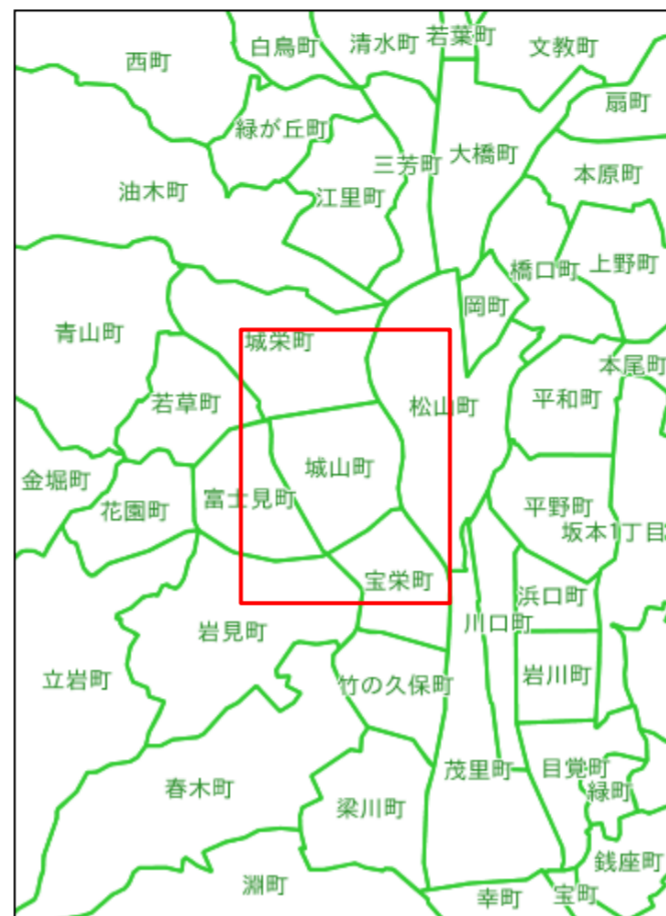 若葉町
白鳥町
清水町
文教町
西町
扇町
緑が丘町
大橋町
三芳町
本原町
油木町
江里町
上野町
橋口町
岡町
青山町
城栄町
本尾町
平和町
若草町
松山町
城山町
金堀町
富士見町
平野町
花園町
坂本1丁目
宝栄町
浜口町
川口町
岩見町
岩川町
立岩町
竹の久保町
目覚町
茂里町
春木町
緑町
梁川町
銭座町
淵町
宝町
幸町